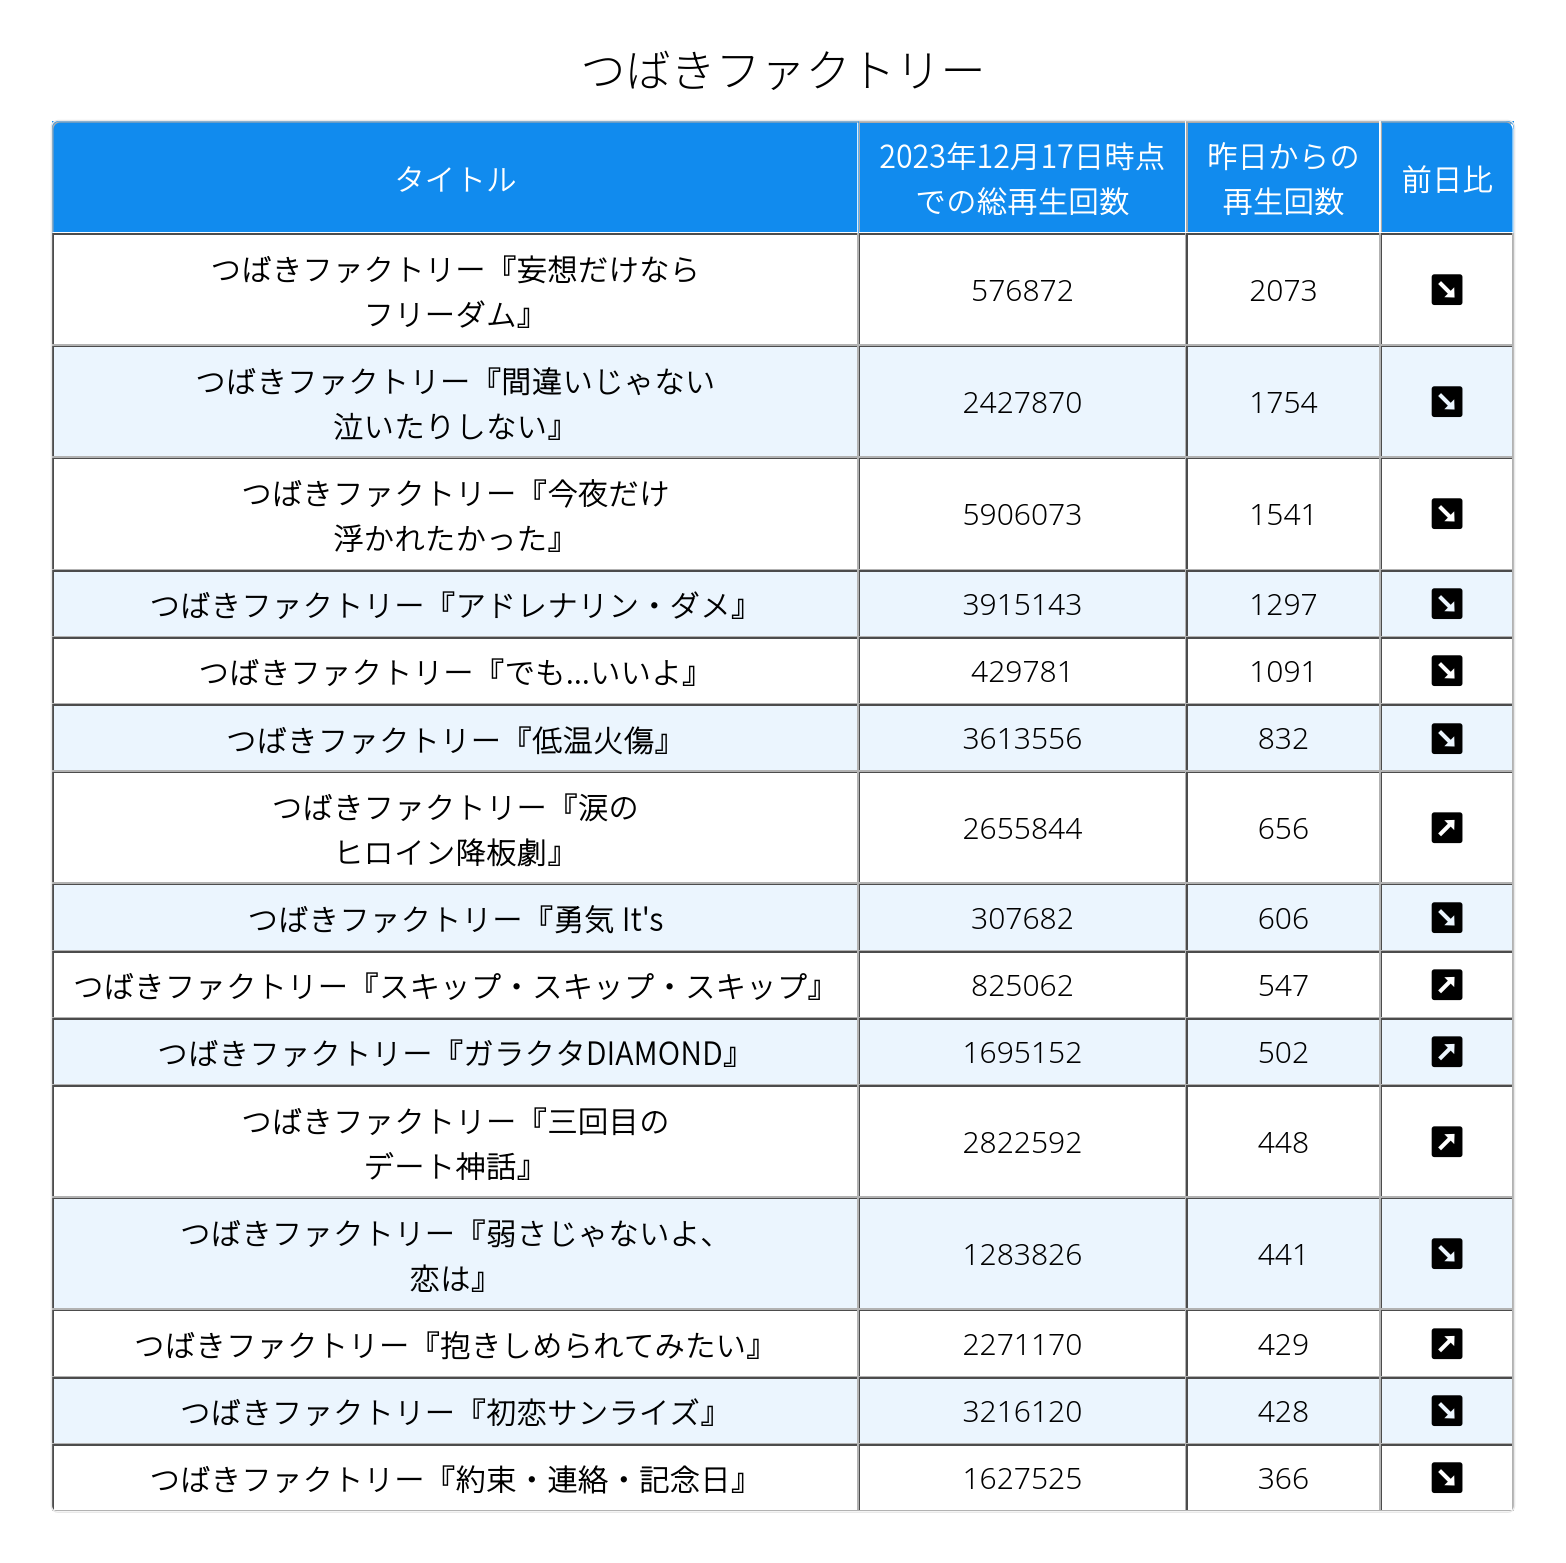 つばきファクトリー
タイトル
2023年12月17日時点
での総再生回数
昨日からの
再生回数
前日比
つばきファクトリー『妄想だけなら
フリーダム』
576872
2073
つばきファクトリー『間違いじゃない
泣いたりしない』
2427870
1754
つばきファクトリー『今夜だけ
浮かれたかった』
5906073
1541
つばきファクトリー『アドレナリン・ダメ』
3915143
1297
つばきファクトリー『でも...いいよ』
429781
1091
つばきファクトリー『低温火傷』
3613556
832
つばきファクトリー『涙の
ヒロイン降板劇』
2655844
656
つばきファクトリー『勇気 It's
307682
606
つばきファクトリー『スキップ・スキップ・スキップ』
825062
547
つばきファクトリー『ガラクタDIAMOND』
1695152
502
つばきファクトリー『三回目の
デート神話』
2822592
448
つばきファクトリー『弱さじゃないよ、
恋は』
1283826
441
つばきファクトリー『抱きしめられてみたい』
2271170
429
つばきファクトリー『初恋サンライズ』
3216120
428
つばきファクトリー『約束・連絡・記念日』
1627525
366